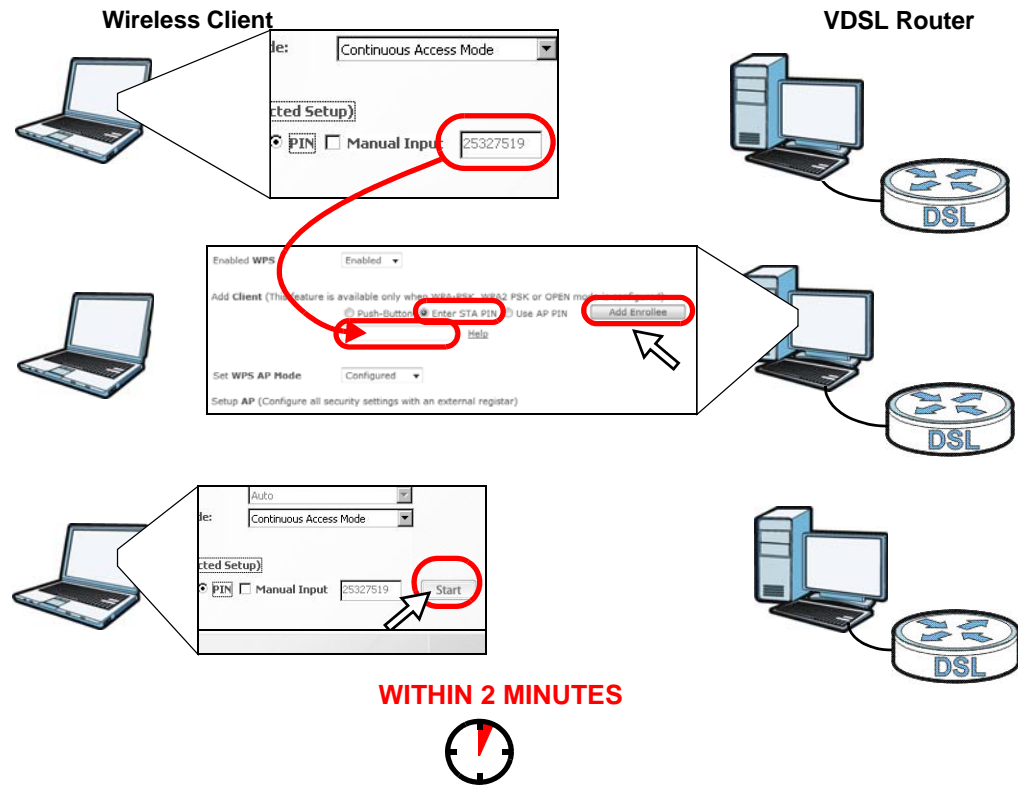 Wireless Client
VDSL Router
de:
Continuous Access Mode
cted Setup)
PIN Manual Input 25327519
DSL
Enabled WPS Enabled
Add Client (This feature is available only when WPA-PSK, WPA2 PSK or OPEN mode is configured)
Push-Button Enter STA PIN Use AP PIN Add Enrollee
Help
Set WPS AP Mode Configured
Setup AP (Configure all security settings with an external registar)
DSL
Auto
de:
Continuous Access Mode
cted Setup)
PIN Manual Input 25327519 Start
DSL
WITHIN 2 MINUTES